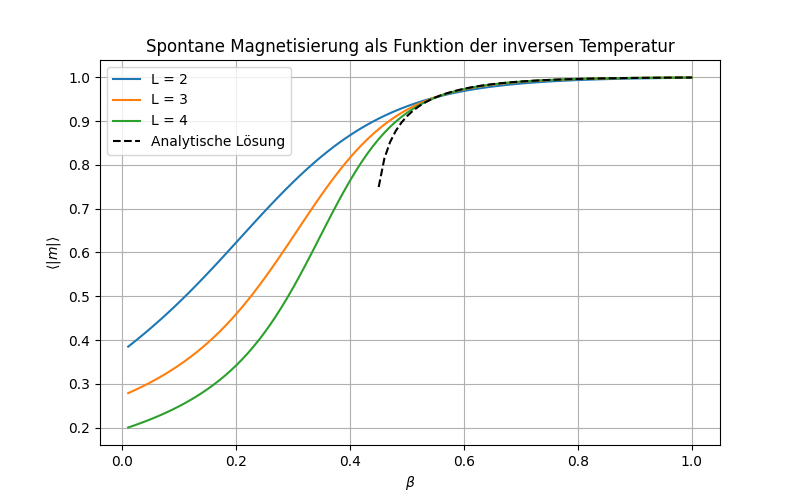 Spontane Magnetisierung als Funktion der inversen Temperatur
L = 2
L = 3
L = 4
Analytische Lösung
1.0
0.9
0.8
0.7
0.6
0.5
0.4
0.3
0.2
⟨|m|⟩
0.0 0.2 0.4 0.6 0.8 1.0
β